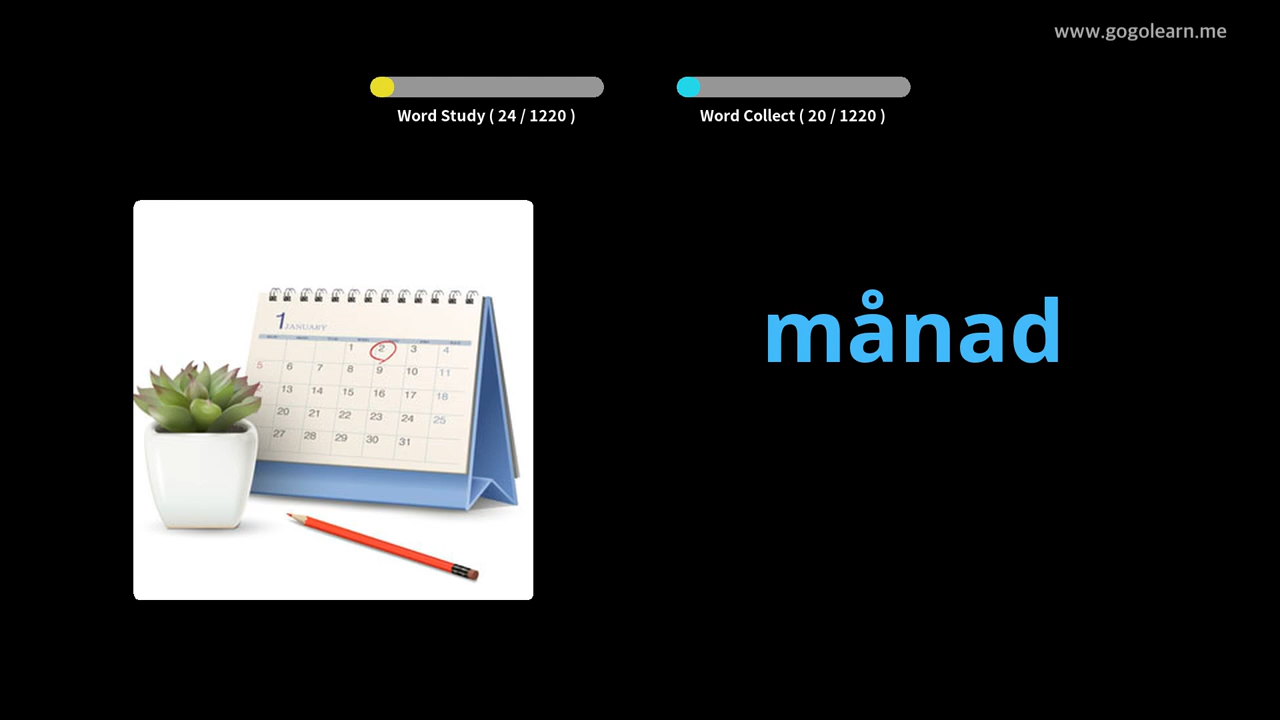 www.gogolearn.me
Word Study ( 24 / 1220 )
Word Collect ( 20 / 1220 )
månad
1 JANUARY
1 2 3 4
5 6 7 8 9 10 11
13 14 15 16 17 18
20 21 22 23 24 25
27 28 29 30 31